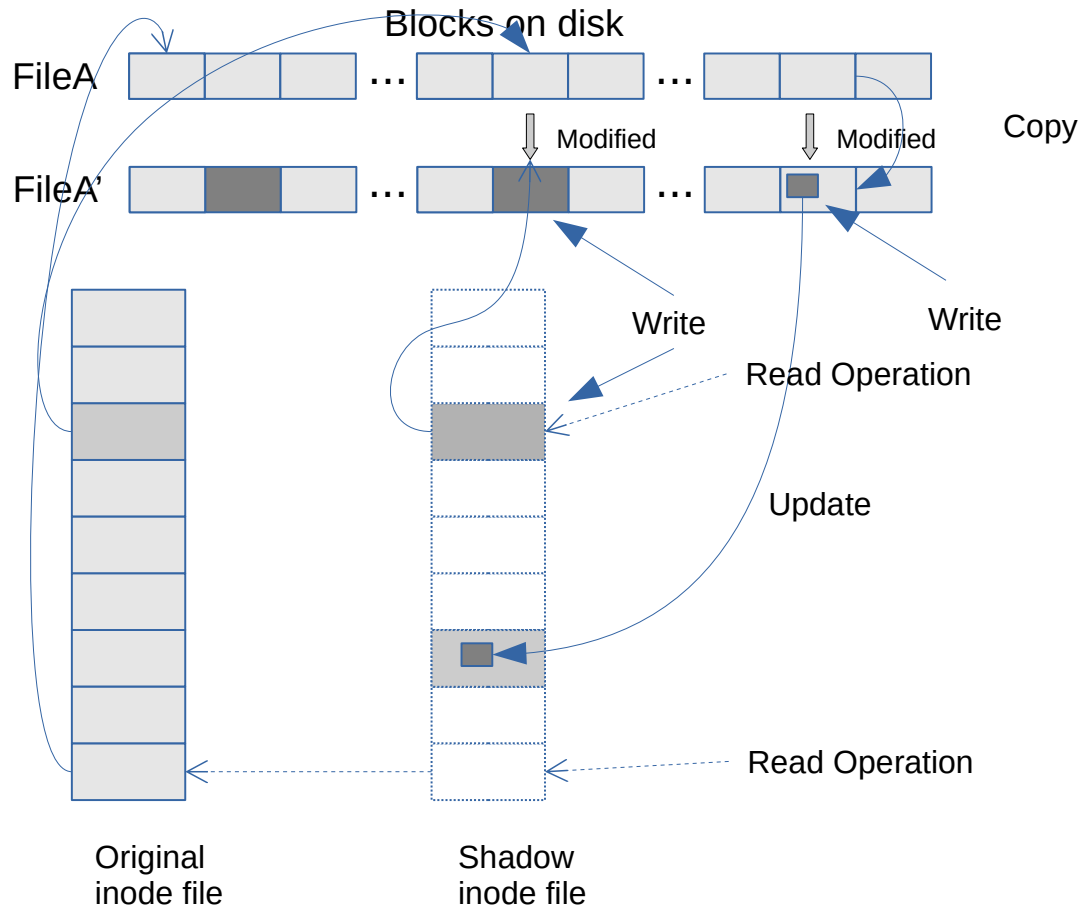 Blocks on disk
FileA
...
...
Modified
Modified
Copy
FileA’
...
...
Write
Write
Read Operation
Update
Read Operation
Original
inode file
Shadow
inode file